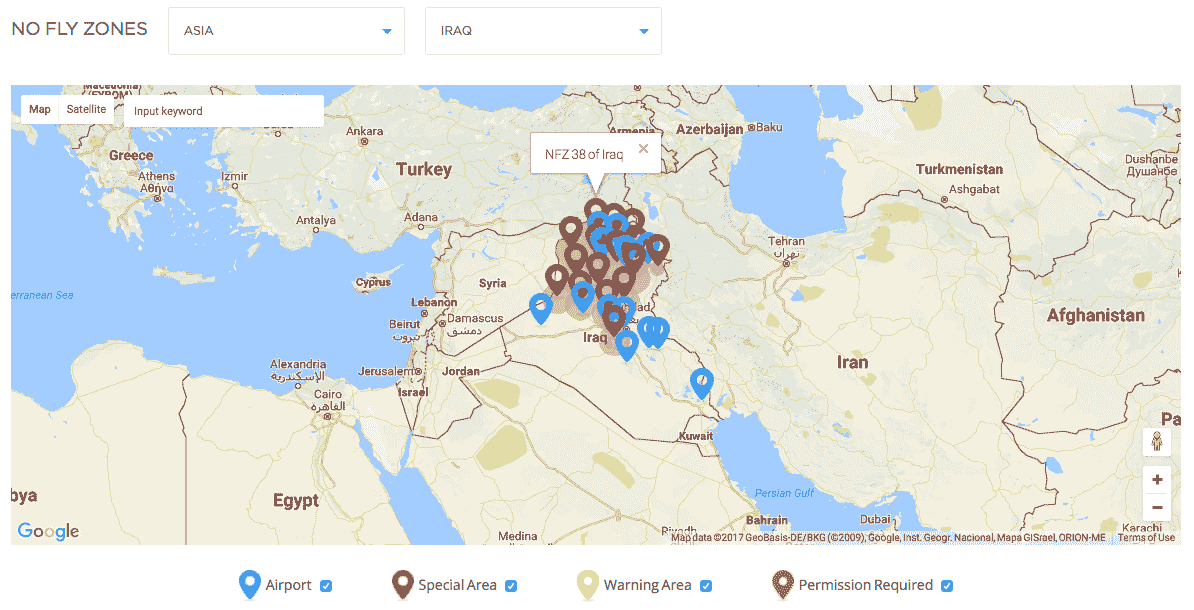 NO FLY ZONES
ASIA
IRAQ
Map
Satellite
Input keyword
NFZ 38 of Iraq
Macedonia
(FYROM)
Greece
Athens
Αθήνα
Izmir
Ankara
Turkey
Antalya
Adana
Armenia
Azerbaijan
Baku
Turkmenistan
Ashgabat
Dushanbe
Душанбе
Tehran
تهران
Cyprus
Syria
Lebanon
Beirut
بيروت
Damascus
دمشق
Iraq
Jerusalem
Israel
Jordan
Alexandria
الإسكندرية
Cairo
القاهرة
Iran
Afghanistan
Kuwait
Egypt
Persian Gulf
Bahrain
Dubai
Medina
Riyadh
Karachi
erranean Sea
bya
Pa
Google
Map data ©2017 GeoBasis-DE/BKG (©2009), Google, Inst. Geogr. Nacional, Mapa GISrael, ORION-ME
Terms of Use
Airport
Special Area
Warning Area
Permission Required